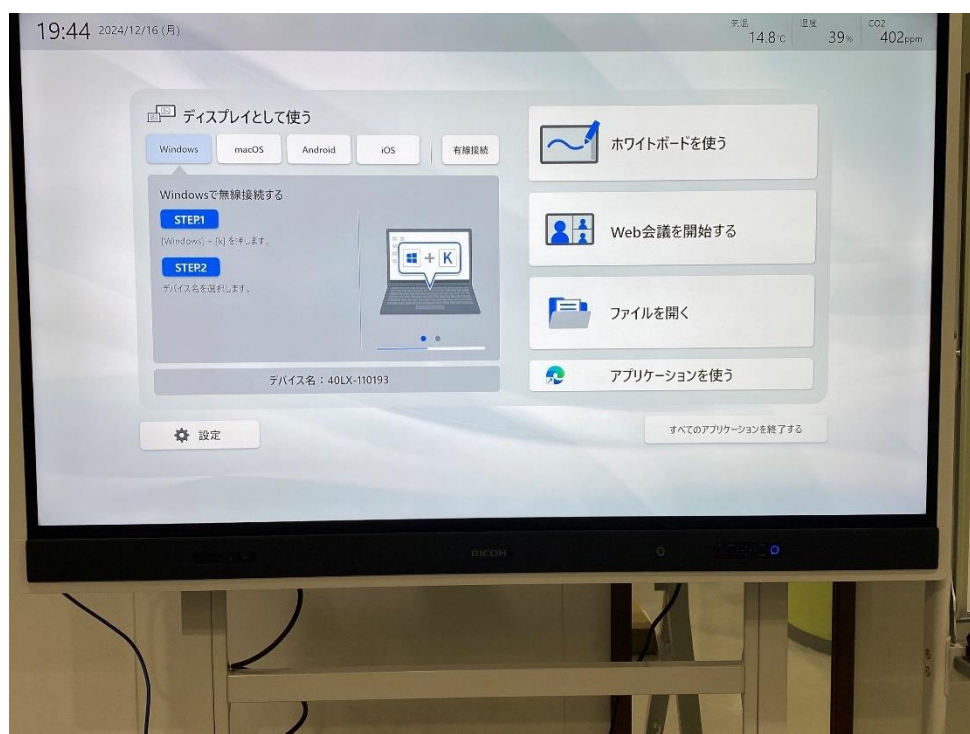 19:44 2024/12/16 (月)
気温 湿度 CO2
14.8℃ 39% 402ppm
ディスプレイとして使う
Windows macOS Android iOS 有線接続
Windowsで無線接続する
STEP.1
[Windows] + [k] を押します。
STEP.2
デバイス名を選択します。
+ K
デバイス名：40LX-110193
設定
ホワイトボードを使う
Web会議を開始する
ファイルを開く
アプリケーションを使う
すべてのアプリケーションを終了する
RICOH